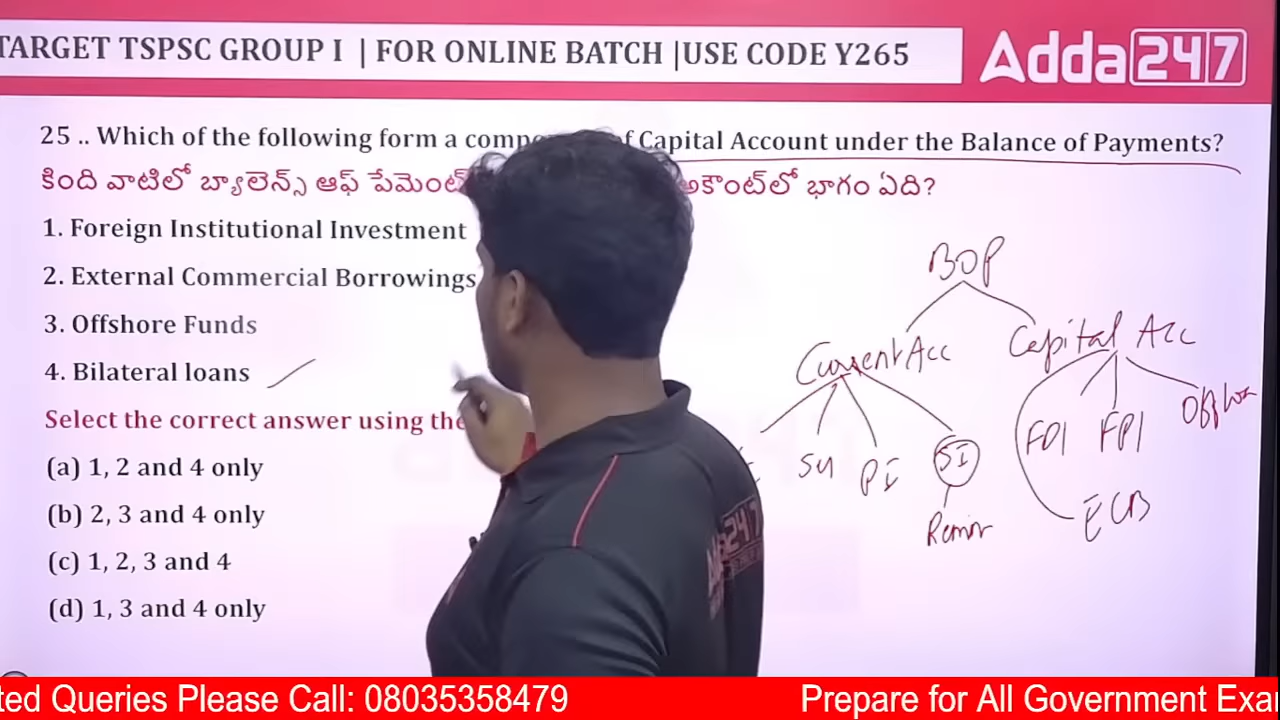 TARGET TSPSC GROUP I | FOR ONLINE BATCH |USE CODE Y265
Adda247
25 .. Which of the following form a of Capital Account under the Balance of Payments?
కింది వాటిలో బ్యాలెన్స్ ఆఫ్ పేమెంట్ అకౌంట్‌లో భాగం ఏది?
1. Foreign Institutional Investment
2. External Commercial Borrowings
3. Offshore Funds
4. Bilateral loans
Select the correct answer using the
(a) 1, 2 and 4 only
(b) 2, 3 and 4 only
(c) 1, 2, 3 and 4
(d) 1, 3 and 4 only
BOP
Current Acc
Capital Acc
PI
SI
FDI
FPI
ECB
ted Queries Please Call: 08035358479
Prepare for All Government Exa